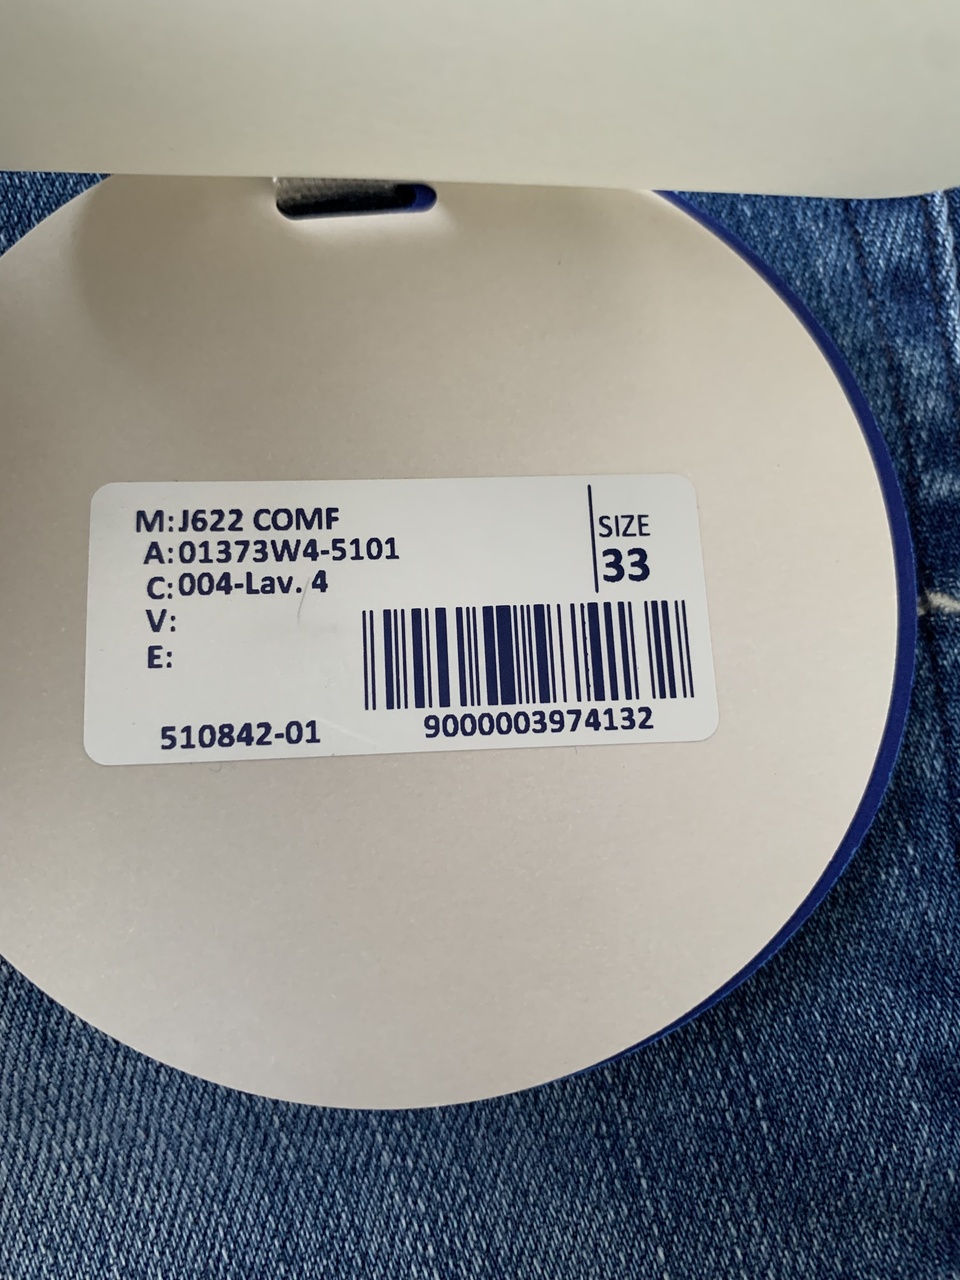 M:J622 COMF
A:01373W4-5101
C:004-Lav. 4
V:
E:
SIZE
33
510842-01
9000003974132